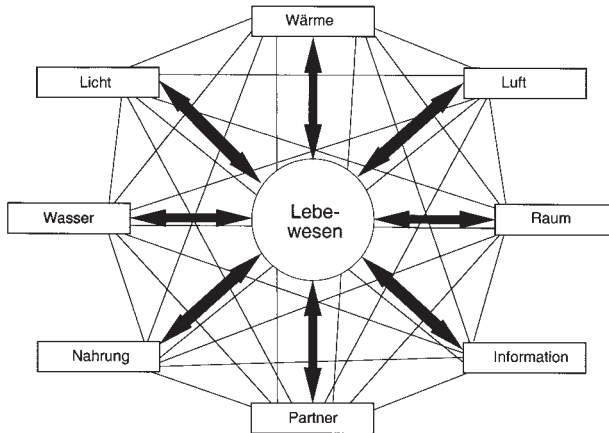 Wärme
Licht
Luft
Lebe-
wesen
Wasser
Raum
Nahrung
Information
Partner